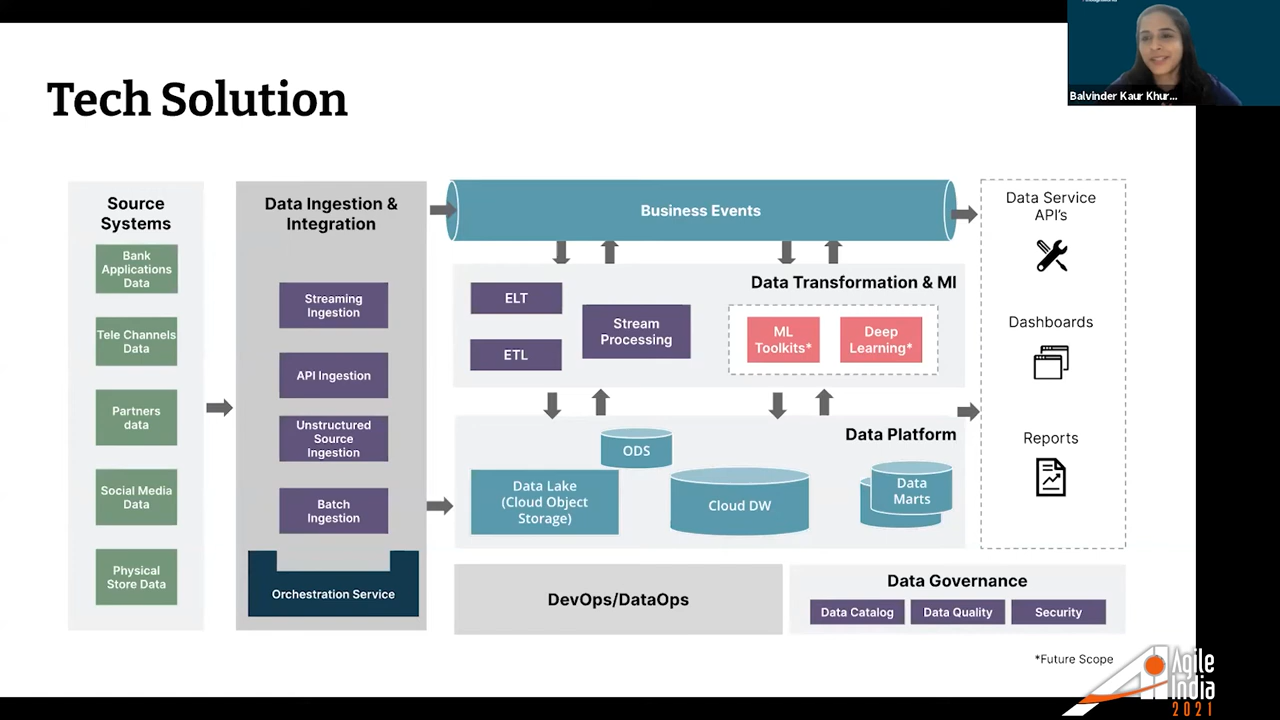 Balvinder Kaur Khur...
Tech Solution
Source
Systems
Bank
Applications
Data
Tele Channels
Data
Partners
data
Social Media
Data
Physical
Store Data
Data Ingestion &
Integration
Streaming
Ingestion
API Ingestion
Unstructured
Source
Ingestion
Batch
Ingestion
Orchestration Service
Business Events
Data Transformation & MI
ELT
ETL
Stream
Processing
ML
Toolkits*
Deep
Learning*
Data Platform
ODS
Data Lake
(Cloud Object
Storage)
Cloud DW
Data
Marts
Data Service
API's
Dashboards
Reports
DevOps/DataOps
Data Governance
Data Catalog
Data Quality
Security
*Future Scope
Agile
India
2021